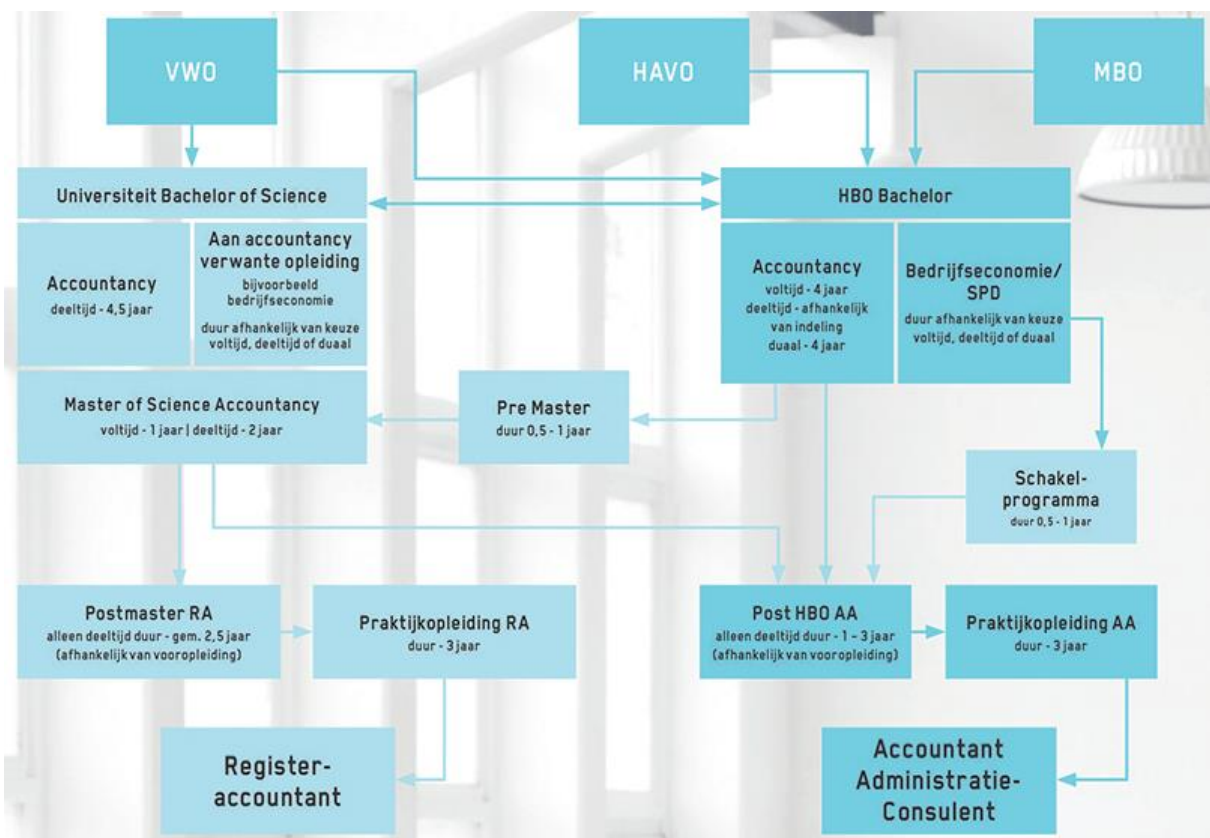 VWO
HAVO
MBO
Universiteit Bachelor of Science
HBO Bachelor
Accountancy
deeltijd - 4,5 jaar
Aan accountancy
verwante opleiding
bijvoorbeeld
bedrijfseconomie
duur afhankelijk van keuze
voltijd, deeltijd of duaal
Accountancy
voltijd - 4 jaar
deeltijd - afhankelijk
van indeling
duaal - 4 jaar
Bedrijfseconomie/
SPD
duur afhankelijk van keuze
voltijd, deeltijd of duaal
Master of Science Accountancy
voltijd - 1 jaar | deeltijd - 2 jaar
Pre Master
duur 0,5 - 1 jaar
Schakel-
programma
duur 0,5 - 1 jaar
Postmaster RA
alleen deeltijd duur - gem. 2,5 jaar
(afhankelijk van vooropleiding)
Praktijkopleiding RA
duur - 3 jaar
Post HBO AA
alleen deeltijd duur - 1 - 3 jaar
(afhankelijk van vooropleiding)
Praktijkopleiding AA
duur - 3 jaar
Register-
accountant
Accountant
Administratie-
Consulent